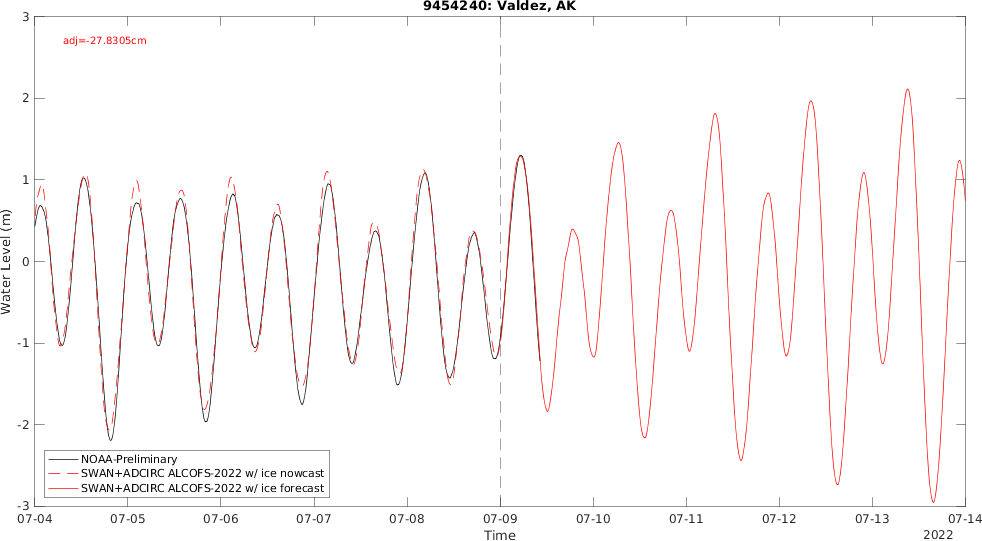 9454240: Valdez, AK
adj=-27.8305cm
Water Level (m)
3
2
1
0
-1
-2
-3
NOAA-Preliminary
SWAN+ADCIRC ALCOFS-2022 w/ ice nowcast
SWAN+ADCIRC ALCOFS-2022 w/ ice forecast
07-04 07-05 07-06 07-07 07-08 07-09 07-10 07-11 07-12 07-13 07-14
Time
2022